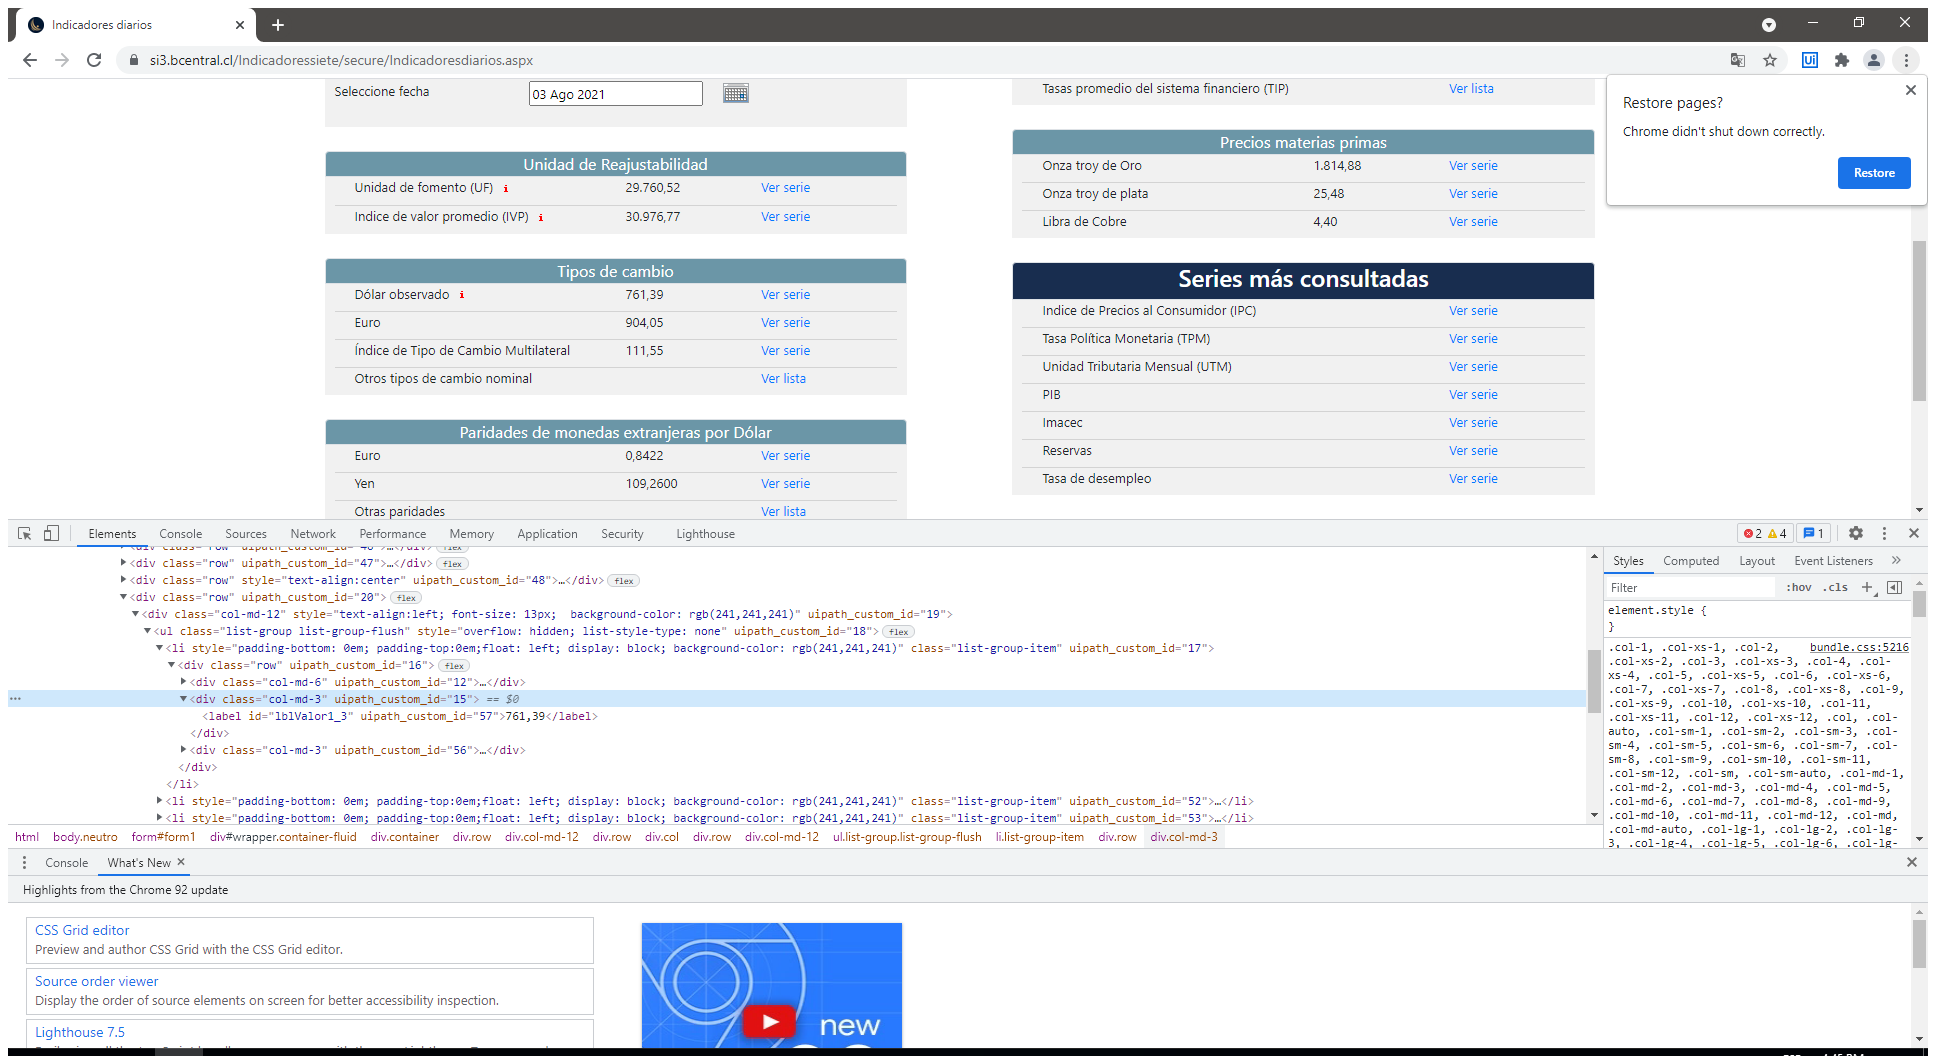 Indicadores diarios
si3.bcentral.cl/Indicadoressiete/secure/Indicadoresdiarios.aspx
Seleccione fecha
03 Ago 2021
Tasas promedio del sistema financiero (TIP) Ver lista
Restore pages?
Chrome didn't shut down correctly.
Restore
Unidad de Reajustabilidad
Unidad de fomento (UF) i 29.760,52 Ver serie
Indice de valor promedio (IVP) i 30.976,77 Ver serie
Tipos de cambio
Dólar observado i 761,39 Ver serie
Euro 904,05 Ver serie
Índice de Tipo de Cambio Multilateral 111,55 Ver serie
Otros tipos de cambio nominal Ver lista
Paridades de monedas extranjeras por Dólar
Euro 0,8422 Ver serie
Yen 109,2600 Ver serie
Otras paridades Ver lista
Precios materias primas
Onza troy de Oro 1.814,88 Ver serie
Onza troy de plata 25,48 Ver serie
Libra de Cobre 4,40 Ver serie
Series más consultadas
Indice de Precios al Consumidor (IPC) Ver serie
Tasa Política Monetaria (TPM) Ver serie
Unidad Tributaria Mensual (UTM) Ver serie
PIB Ver serie
Imacec Ver serie
Reservas Ver serie
Tasa de desempleo Ver serie
Elements Console Sources Network Performance Memory Application Security Lighthouse 2 4 1
<div class="row" uipath_custom_id="47">…</div> flex
<div class="row" style="text-align:center" uipath_custom_id="48">…</div> flex
<div class="row" uipath_custom_id="20"> flex
<div class="col-md-12" style="text-align:left; font-size: 13px;  background-color: rgb(241,241,241)" uipath_custom_id="19">
<ul class="list-group list-group-flush" style="overflow: hidden; list-style-type: none" uipath_custom_id="18"> flex
<li style="padding-bottom: 0em; padding-top:0em;float: left; display: block; background-color: rgb(241,241,241)" class="list-group-item" uipath_custom_id="17">
<div class="row" uipath_custom_id="16"> flex
<div class="col-md-6" uipath_custom_id="12">…</div>
<div class="col-md-3" uipath_custom_id="15"> == $0
<label id="lblValor1_3" uipath_custom_id="57">761,39</label>
</div>
<div class="col-md-3" uipath_custom_id="56">…</div>
</div>
</li>
<li style="padding-bottom: 0em; padding-top:0em;float: left; display: block; background-color: rgb(241,241,241)" class="list-group-item" uipath_custom_id="52">…</li>
<li style="padding-bottom: 0em; padding-top:0em;float: left; display: block; background-color: rgb(241,241,241)" class="list-group-item" uipath_custom_id="53">…</li>
html body.neutro form#form1 div#wrapper.container-fluid div.container div.row div.col-md-12 div.row div.col div.row div.col-md-12 ul.list-group.list-group-flush li.list-group-item div.row div.col-md-3
Styles Computed Layout Event Listeners »
Filter :hov .cls +
element.style {
}
.col-1, .col-xs-1, .col-2, bundle.css:5216
.col-xs-2, .col-3, .col-xs-3, .col-4, .col-
xs-4, .col-5, .col-xs-5, .col-6, .col-xs-6,
.col-7, .col-xs-7, .col-8, .col-xs-8, .col-9,
.col-xs-9, .col-10, .col-xs-10, .col-11,
.col-xs-11, .col-12, .col-xs-12, .col, .col-
auto, .col-sm-1, .col-sm-2, .col-sm-3, .col-
sm-4, .col-sm-5, .col-sm-6, .col-sm-7, .col-
sm-8, .col-sm-9, .col-sm-10, .col-sm-11,
.col-sm-12, .col-sm, .col-sm-auto, .col-md-1,
.col-md-2, .col-md-3, .col-md-4, .col-md-5,
.col-md-6, .col-md-7, .col-md-8, .col-md-9,
.col-md-10, .col-md-11, .col-md-12, .col-md,
.col-md-auto, .col-lg-1, .col-lg-2, .col-lg-
3, .col-lg-4, .col-lg-5, .col-lg-6, .col-lg-
Console What's New
Highlights from the Chrome 92 update
CSS Grid editor
Preview and author CSS Grid with the CSS Grid editor.
Source order viewer
Display the order of source elements on screen for better accessibility inspection.
Lighthouse 7.5
new